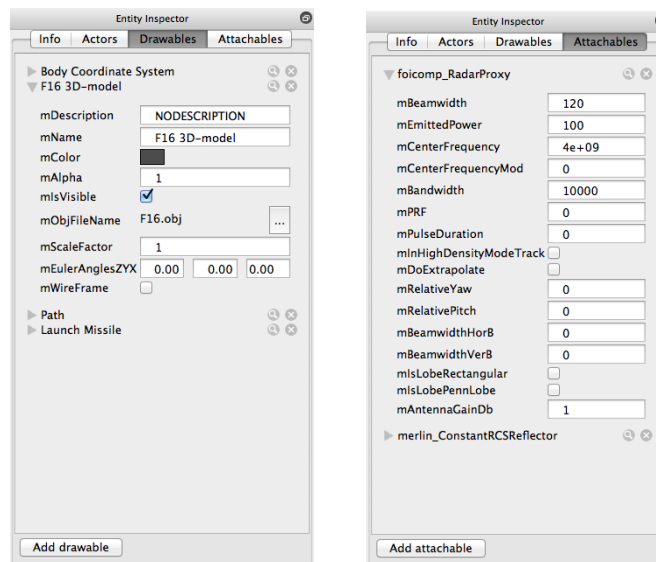 Entity Inspector
Info Actors Drawables Attachables
Body Coordinate System
F16 3D-model
mDescription NODESCRIPTION
mName F16 3D-model
mColor
mAlpha 1
mIsVisible
mObjFileName F16.obj ...
mScaleFactor 1
mEulerAnglesZYX 0.00 0.00 0.00
mWireFrame
Path
Launch Missile
Add drawable
Entity Inspector
Info Actors Drawables Attachables
foicomp_RadarProxy
mBeamwidth 120
mEmittedPower 100
mCenterFrequency 4e+09
mCenterFrequencyMod 0
mBandwidth 10000
mPRF 0
mPulseDuration 0
mInHighDensityModeTrack
mDoExtrapolate
mRelativeYaw 0
mRelativePitch 0
mBeamwidthHorB 0
mBeamwidthVerB 0
mIsLobeRectangular
mIsLobePennLobe
mAntennaGainDb 1
merlin_ConstantRCSReflector
Add attachable